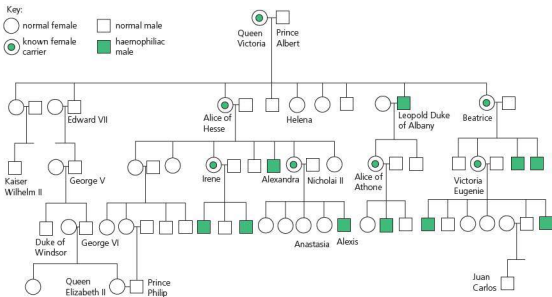 Key:
normal female
normal male
known female
carrier
haemophiliac
male
Queen
Victoria
Prince
Albert
Edward VII
Alice of
Hesse
Helena
Leopold Duke
of Albany
Beatrice
Kaiser
Wilhelm II
George V
Irene
Alexandra
Nicholai II
Alice of
Athone
Victoria
Eugenie
Duke of
Windsor
George VI
Anastasia
Alexis
Queen
Elizabeth II
Prince
Philip
Juan
Carlos